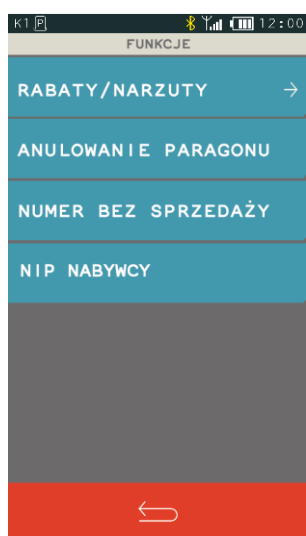 K1 P 12:00
FUNKCJE
RABATY/NARZUTY
ANULOWANIE PARAGONU
NUMER BEZ SPRZEDAŻY
NIP NABYWCY